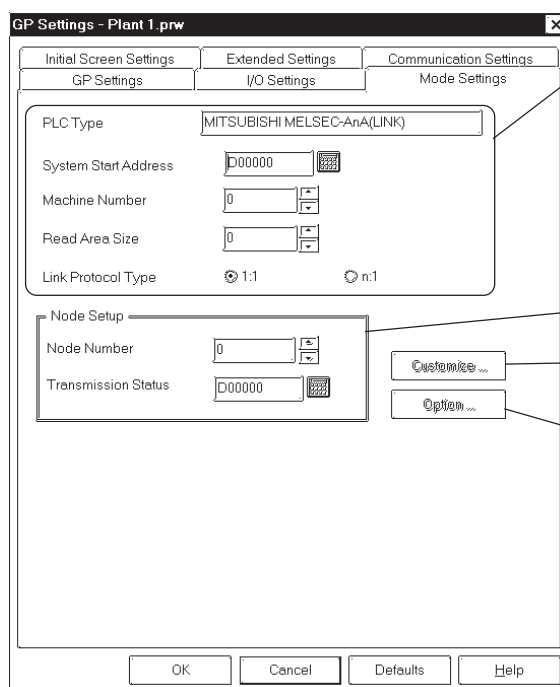 GP Settings - Plant 1.prw
Initial Screen Settings Extended Settings Communication Settings
GP Settings I/O Settings Mode Settings
PLC Type MITSUBISHI MELSEC-AnA(LINK)
System Start Address D00000
Machine Number 0
Read Area Size 0
Link Protocol Type 1:1 n:1
Node Setup
Node Number 0
Customize ...
Transmission Status D00000
Option ...
OK Cancel Defaults Help